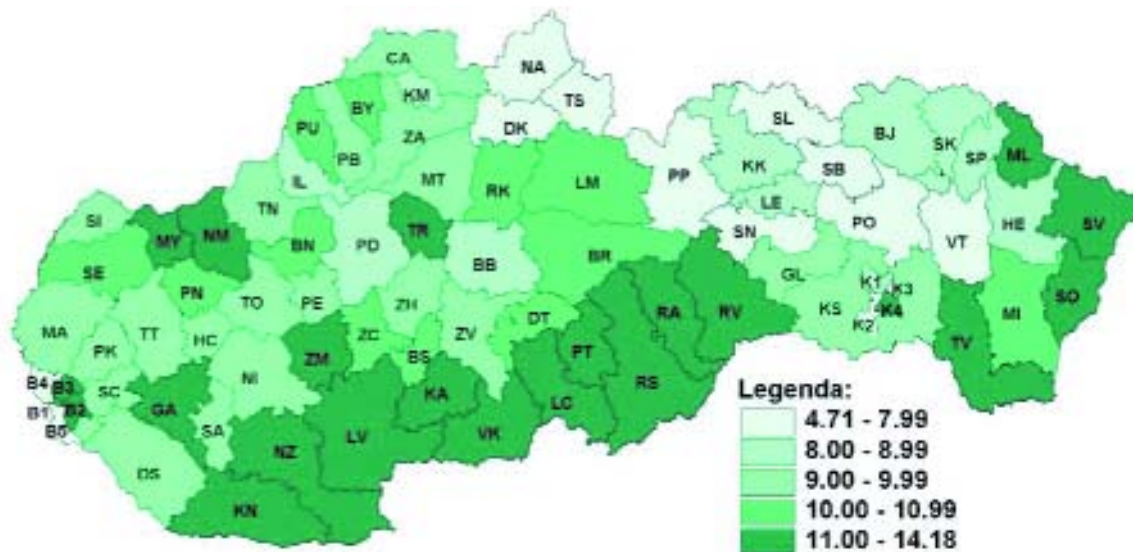 CA
NA
KM
TS
BY
PU
DK
SL
ZA
BJ
SK
PB
SP
ML
KK
MT
IL
RK
LM
PP
SB
LE
TN
SI
PO
HE
SV
NM
MY
TR
SN
BN
PD
VT
BR
BB
SE
GL
K1
K3
PN
TO
PE
ZH
SO
KS
K4
RA
RV
MI
MA
TT
HC
ZC
ZV
DT
K2
PK
BS
PT
TV
ZM
NI
RS
B4
B3
SC
KA
LC
B1
B2
GA
SA
LV
VK
B5
NZ
DS
KN
Legenda:
4.71 - 7.99
8.00 - 8.99
9.00 - 9.99
10.00 - 10.99
11.00 - 14.18